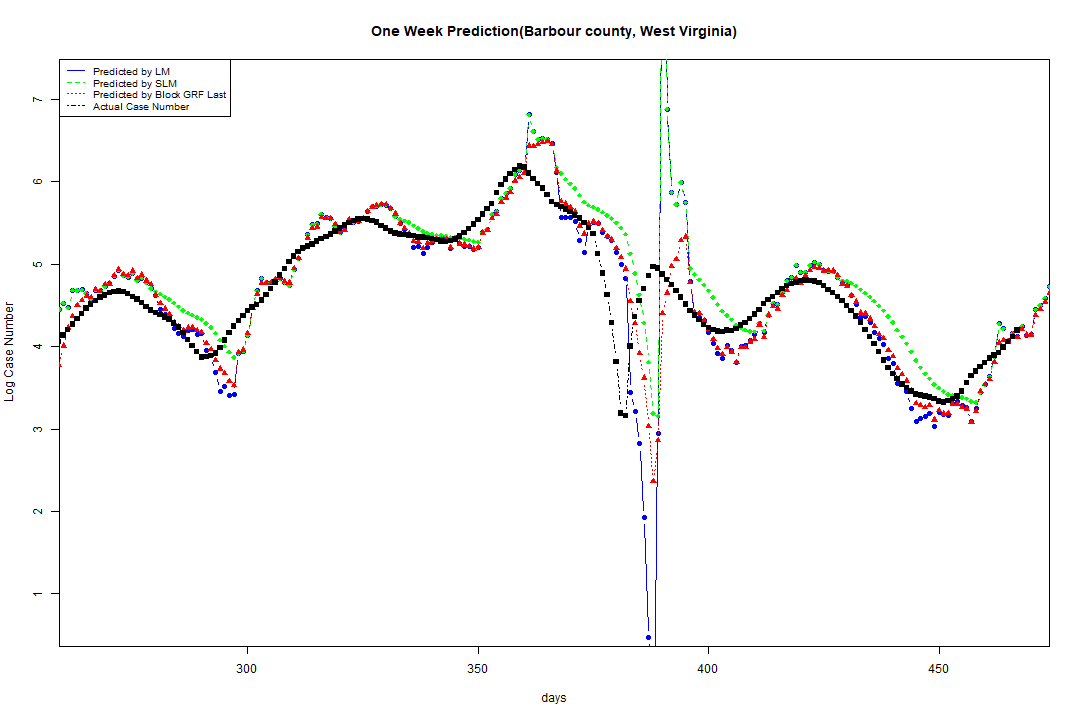 One Week Prediction(Barbour county, West Virginia)
Predicted by LM
Predicted by SLM
Predicted by Block GRF Last
Actual Case Number
7
6
5
4
3
2
1
Log Case Number
300
350
400
450
days